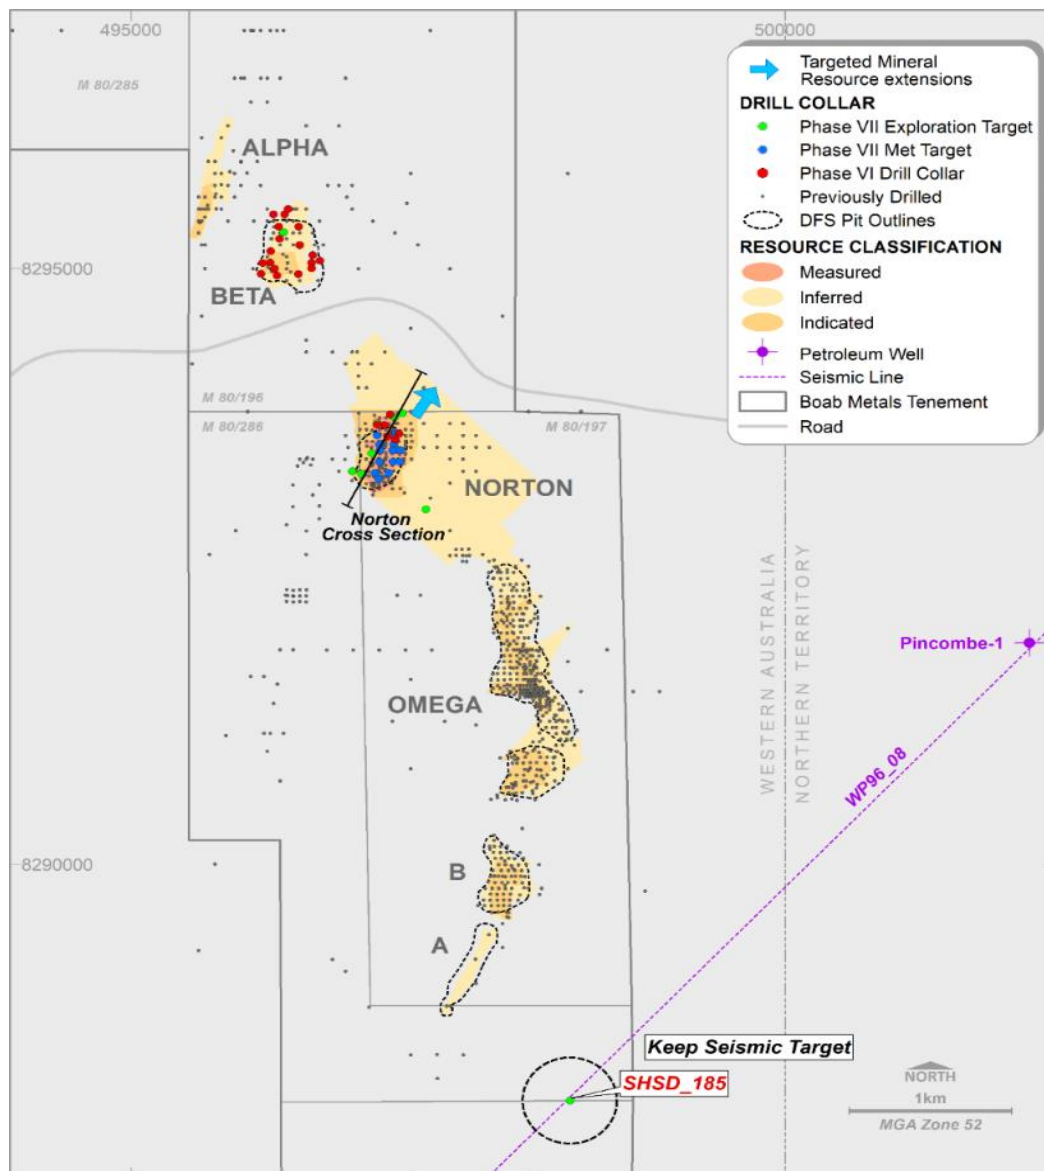 495000
500000
M 80/285
Targeted Mineral
Resource extensions
DRILL COLLAR
Phase VII Exploration Target
Phase VII Met Target
Phase VI Drill Collar
Previously Drilled
DFS Pit Outlines
RESOURCE CLASSIFICATION
Measured
Inferred
Indicated
Petroleum Well
Seismic Line
Boab Metals Tenement
Road
ALPHA
8295000
BETA
M 80/196
M 80/286
M 80/197
NORTON
Norton
Cross Section
WESTERN AUSTRALIA
NORTHERN TERRITORY
Pincombe-1
OMEGA
WP96_08
8290000
B
A
Keep Seismic Target
SHSD_185
NORTH
1km
MGA Zone 52